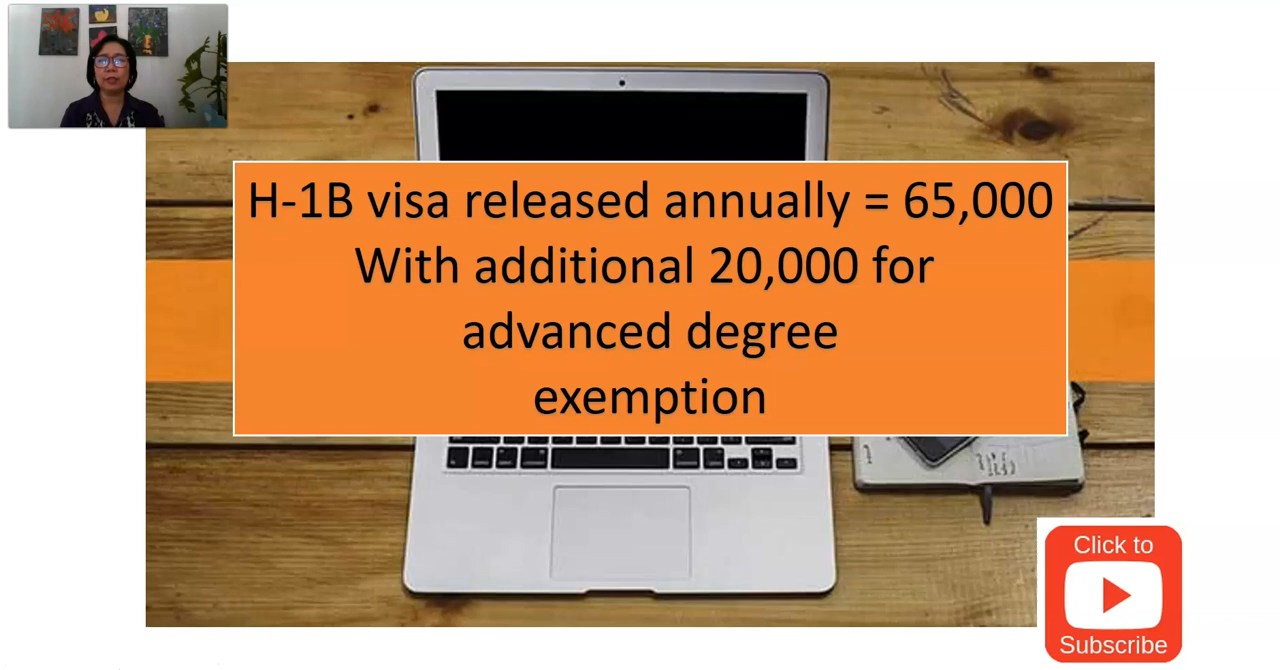 H-1B visa released annually = 65,000
With additional 20,000 for
advanced degree
exemption
Click to
Subscribe